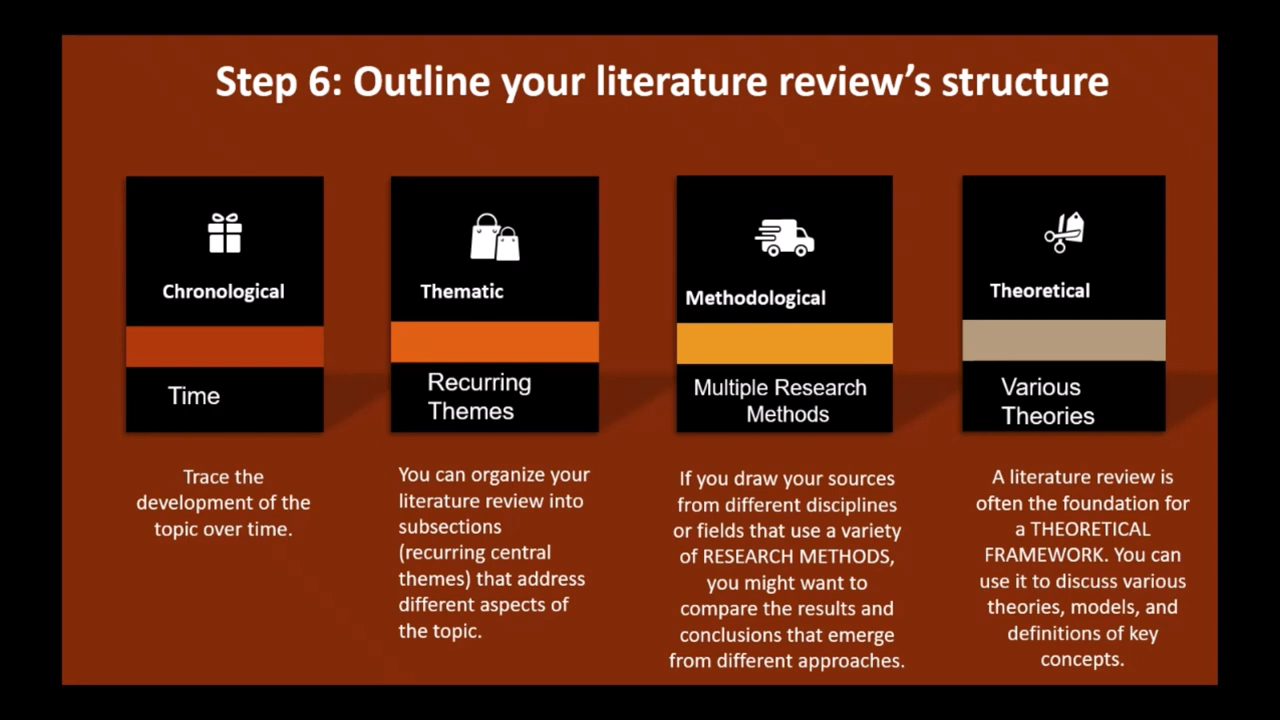 Step 6: Outline your literature review’s structure
Chronological
Time
Trace the
development of the
topic over time.
Thematic
Recurring
Themes
You can organize your
literature review into
subsections
(recurring central
themes) that address
different aspects of
the topic.
Methodological
Multiple Research
Methods
If you draw your sources
from different disciplines
or fields that use a variety
of RESEARCH METHODS,
you might want to
compare the results and
conclusions that emerge
from different approaches.
Theoretical
Various
Theories
A literature review is
often the foundation for
a THEORETICAL
FRAMEWORK. You can
use it to discuss various
theories, models, and
definitions of key
concepts.